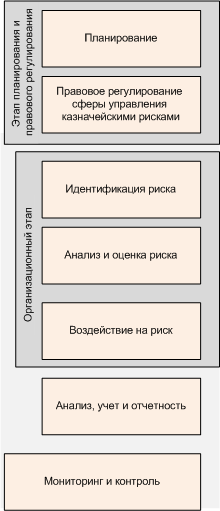 Этап планирования и
правового регулирования
Планирование
Правовое регулирование
сферы управления
казначейскими рисками
Организационный этап
Идентификация риска
Анализ и оценка риска
Воздействие на риск
Анализ, учет и отчетность
Мониторинг и контроль